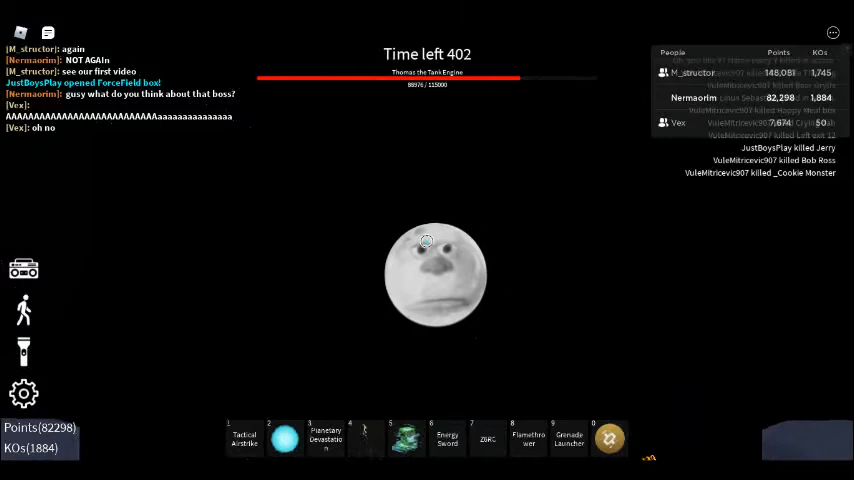 [M_structor]: again
[Nermaorim]: NOT AGAIn
[M_structor]: see our first video
JustBoysPlay opened ForceField box!
[Nermaorim]: gusy what do you think about that boss?
[Vex]:
AAAAAAAAAAAAAAAAAAAAAAAAAAAaaaaaaaaaaaaaaa
[Vex]: oh no
Time left 402
Thomas the Tank Engine
86976 / 115000
People Points KOs
M_structor 148,081 1,745
Nermaorim 82,298 1,884
Vex 7,674 50
JustBoysPlay killed Jerry
VuleMitricevic907 killed Bob Ross
VuleMitricevic907 killed _Cookie Monster
Points(82298)
KOs(1884)
1 Tactical Airstrike
2
3 Planetary Devastation
4
5
6 Energy Sword
7 Z6RC
8 Flamethrower
9 Grenade Launcher
0